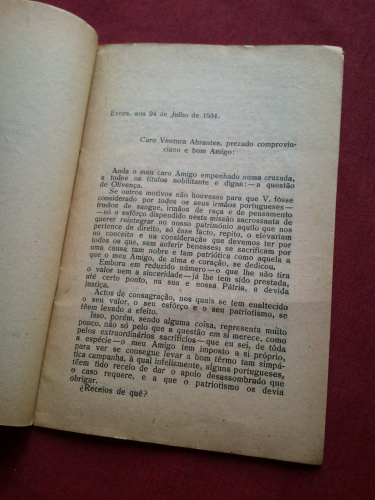 Evora, aos 24 de Julho de 1934.
Caro Ventura Abrantes, prezado comprovin-
ciano e bom Amigo:
Anda o meu caro Amigo empenhado numa cruzada,
a todos os títulos nobilitante e digna:—a questão
de Olivença.
Se outros motivos não houvesse para que V. fôsse
considerado por todos os seus irmãos portugueses—
irmãos de sangue, irmãos de raça e de pensamento
—só o esfôrço dispendido nesta missão sacrossanta de
querer reintegrar no nosso património aquilo que nos
pertence de direito, só êsse facto, repito, o elevariam
no conceito e na consideração que devemos ter por
todos os que, sem auferir benesses, se sacrificam por
uma causa tam nobre e tam patriótica como aquela a
que o meu Amigo, de alma e coração, se dedicou.
Embora em reduzido número—o que lhe não tira
o valor nem a sinceridade—já lhe tem sido prestada,
até certo ponto, na sua e nossa Pátria, a devida
justiça.
Actos de consagração, nos quais se tem enaltecido
o seu valor, o seu esfôrço e o seu patriotismo, se
têem levado a efeito.
Isso, porém, sendo alguma coisa, representa muito
pouco, não só pelo que a questão em si merece, como
pelos extraordinários sacrifícios—que eu sei, de tôda
a espécie—o meu Amigo tem imposto a si próprio,
para ver se consegue levar a bom têrmo tam simpá-
tica campanha, à qual infelizmente, alguns portugueses,
têem tido receio de dar o apoio desassombrado que
o caso requere, e a que o patriotismo os devia
obrigar.
¿Receios de quê?